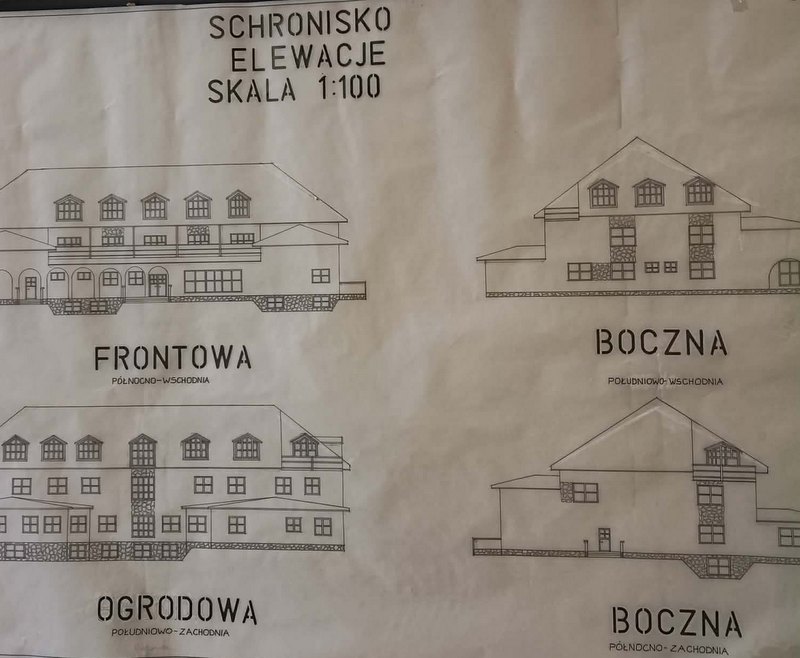 SCHRONISKO
ELEWACJE
SKALA 1:100
FRONTOWA
PÓŁNOCNO-WSCHODNIA
BOCZNA
POŁUDNIOWO-WSCHODNIA
OGRODOWA
POŁUDNIOWO-ZACHODNIA
BOCZNA
PÓŁNOCNO-ZACHODNIA